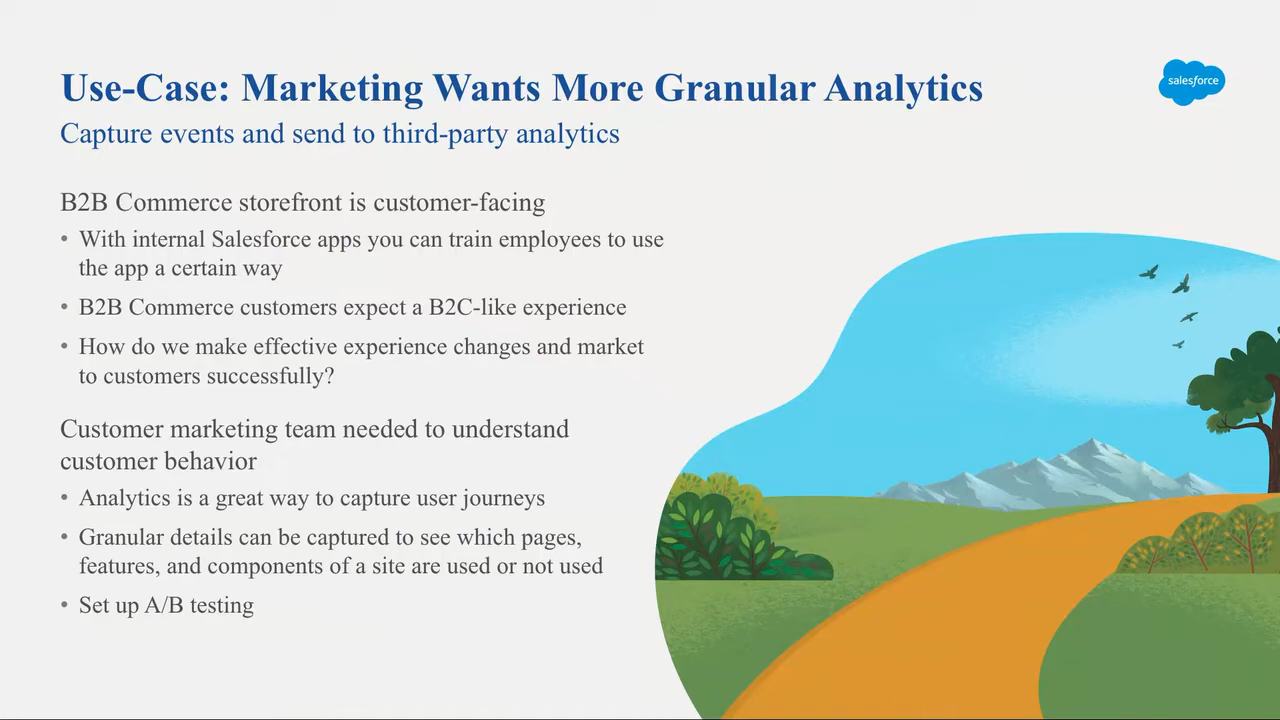 Use-Case: Marketing Wants More Granular Analytics
salesforce
Capture events and send to third-party analytics
B2B Commerce storefront is customer-facing
• With internal Salesforce apps you can train employees to use
the app a certain way
• B2B Commerce customers expect a B2C-like experience
• How do we make effective experience changes and market
to customers successfully?
Customer marketing team needed to understand
customer behavior
• Analytics is a great way to capture user journeys
• Granular details can be captured to see which pages,
features, and components of a site are used or not used
• Set up A/B testing